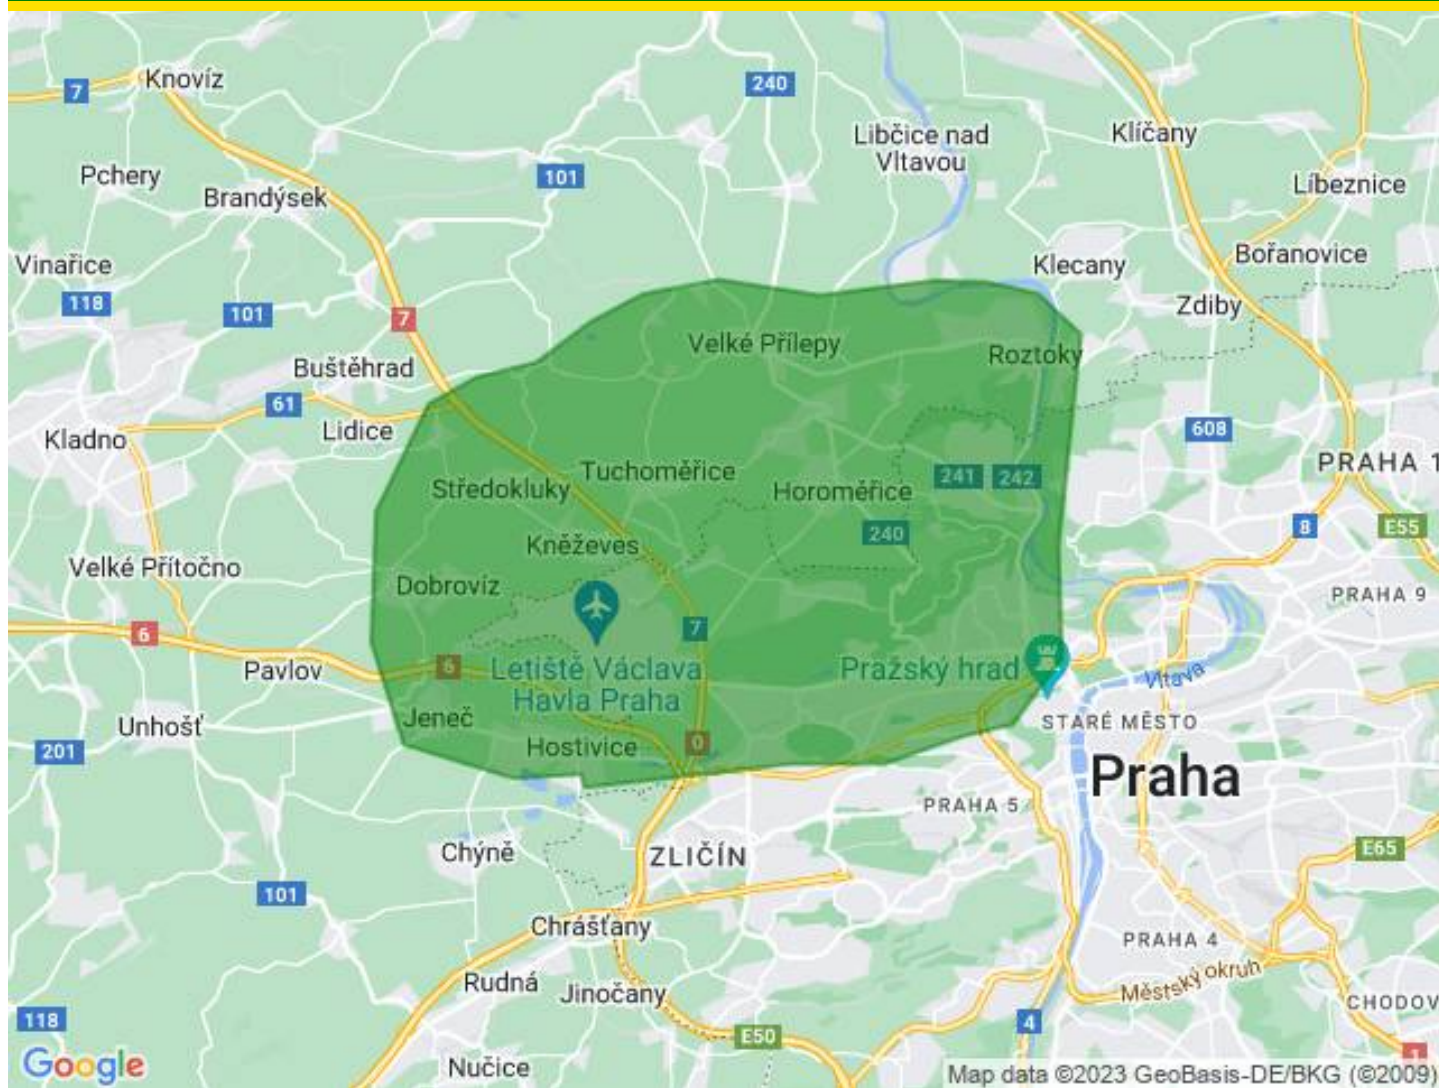 Knovíz
7
240
Libčice nad
Vltavou
Klíčany
Pchery
101
Brandýsek
Líbeznice
Vinařice
Bořanovice
Klecany
118
101
7
Zdiby
Velké Přílepy
Roztoky
Buštěhrad
61
Lidice
Kladno
608
PRAHA 1
Tuchoměřice
241
242
Středokluky
Horoměřice
8
E55
240
Kněževes
Velké Přítočno
Dobrovíz
PRAHA 9
6
7
Pavlov
6
Letiště Václava
Havla Praha
Pražský hrad
Vltava
Unhošť
Jeneč
STARÉ MĚSTO
201
Hostivice
0
Praha
PRAHA 5
Chýně
ZLIČÍN
E65
101
Chrášťany
PRAHA 4
Rudná
Jinočany
Městský okruh
CHODOV
118
4
E50
1
Google
Nučice
Map data ©2023 GeoBasis-DE/BKG (©2009)